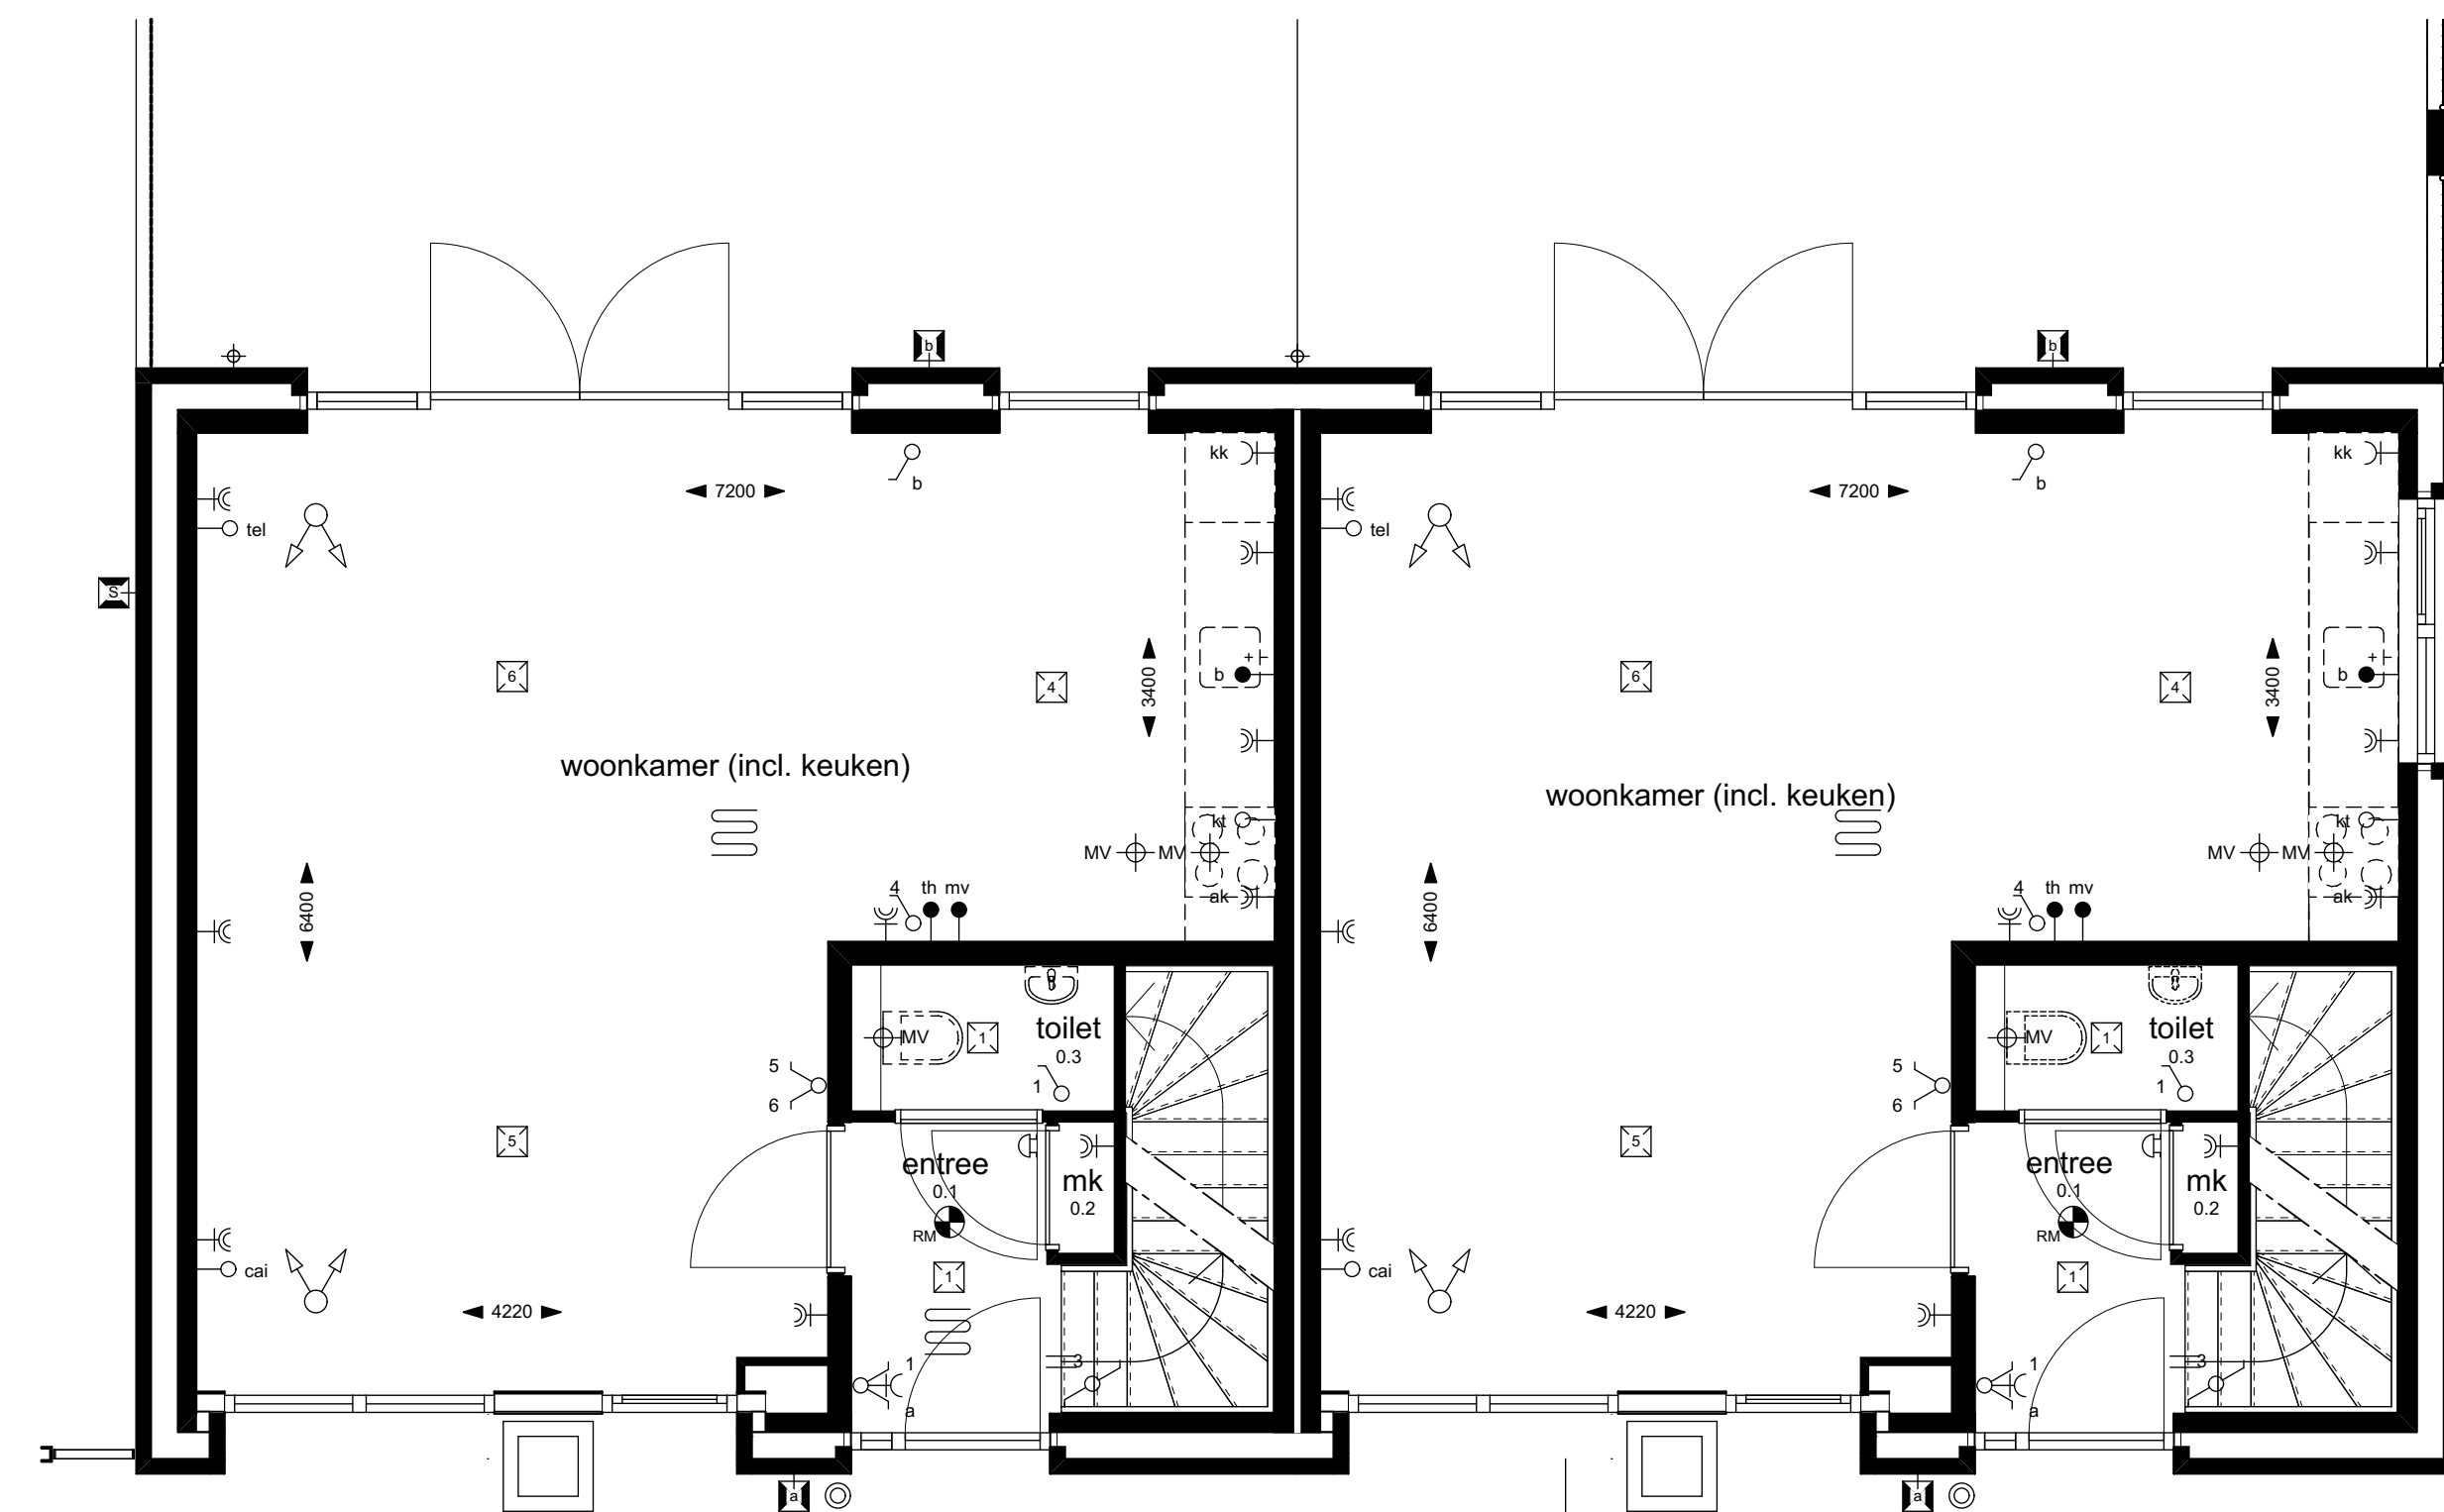 b
b
kk
kk
b
b
7200
7200
tel
tel
S
6
4
3400
b
6
4
3400
b
woonkamer (incl. keuken)
woonkamer (incl. keuken)
kt
kt
MV
MV
MV
MV
4
th
mv
ak
4
th
mv
ak
6400
6400
MV
1
toilet
0.3
MV
1
toilet
0.3
5
1
5
1
6
6
5
entree
0.1
mk
0.2
5
entree
0.1
mk
0.2
RM
RM
cai
1
cai
1
4220
4220
1
3
1
3
a
a
a
a